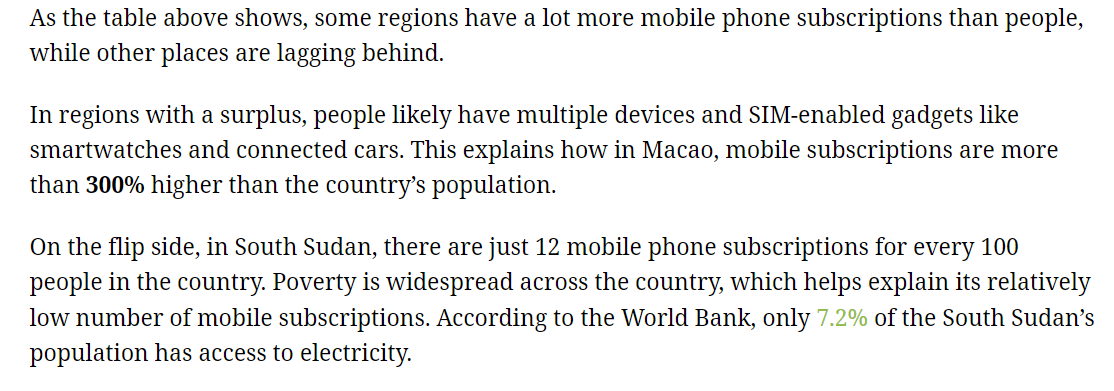 As the table above shows, some regions have a lot more mobile phone subscriptions than people,
while other places are lagging behind.
In regions with a surplus, people likely have multiple devices and SIM-enabled gadgets like
smartwatches and connected cars. This explains how in Macao, mobile subscriptions are more
than 300% higher than the country’s population.
On the flip side, in South Sudan, there are just 12 mobile phone subscriptions for every 100
people in the country. Poverty is widespread across the country, which helps explain its relatively
low number of mobile subscriptions. According to the World Bank, only 7.2% of the South Sudan’s
population has access to electricity.